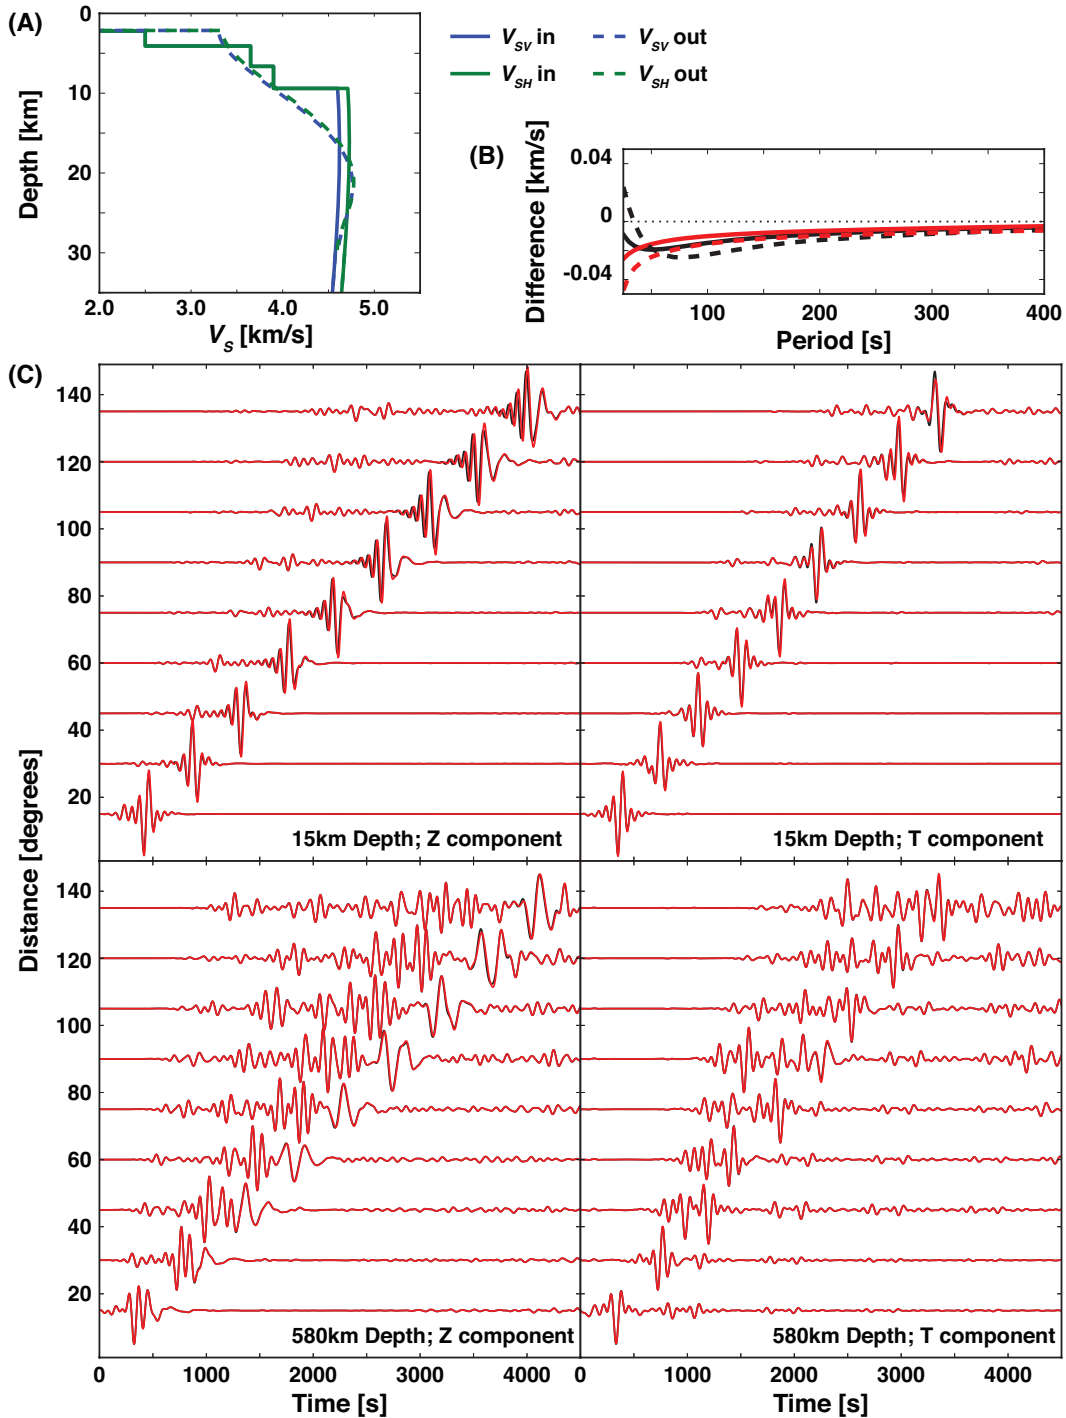 (A)
0
10
20
30
Depth [km]
2.0 3.0 4.0 5.0
V_S [km/s]
V_SV in
V_SV out
V_SH in
V_SH out
(B)
0.04
0
-0.04
Difference [km/s]
100 200 300 400
Period [s]
(C)
140
120
100
80
60
40
20
15km Depth; Z component
15km Depth; T component
Distance [degrees]
140
120
100
80
60
40
20
580km Depth; Z component
580km Depth; T component
0 1000 2000 3000 4000 0 1000 2000 3000 4000
Time [s] Time [s]